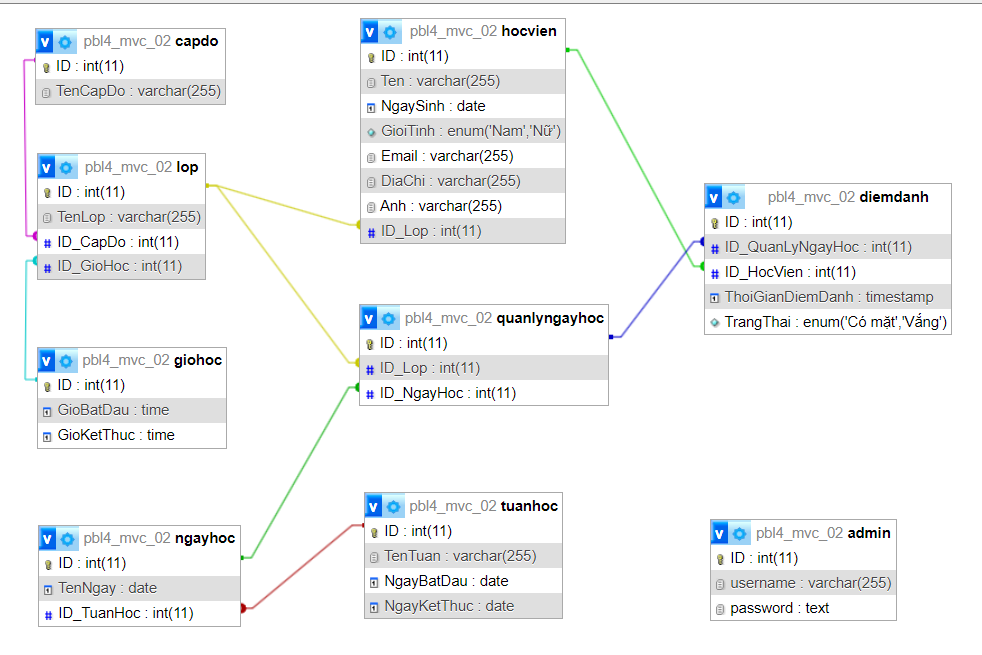 pbl4_mvc_02 capdo
ID : int(11)
TenCapDo : varchar(255)
pbl4_mvc_02 lop
ID : int(11)
TenLop : varchar(255)
ID_CapDo : int(11)
ID_GioHoc : int(11)
pbl4_mvc_02 giohoc
ID : int(11)
GioBatDau : time
GioKetThuc : time
pbl4_mvc_02 ngayhoc
ID : int(11)
TenNgay : date
ID_TuanHoc : int(11)
pbl4_mvc_02 hocvien
ID : int(11)
Ten : varchar(255)
NgaySinh : date
GioiTinh : enum('Nam','Nữ')
Email : varchar(255)
DiaChi : varchar(255)
Anh : varchar(255)
ID_Lop : int(11)
pbl4_mvc_02 quanlyngayhoc
ID : int(11)
ID_Lop : int(11)
ID_NgayHoc : int(11)
pbl4_mvc_02 tuanhoc
ID : int(11)
TenTuan : varchar(255)
NgayBatDau : date
NgayKetThuc : date
pbl4_mvc_02 diemdanh
ID : int(11)
ID_QuanLyNgayHoc : int(11)
ID_HocVien : int(11)
ThoiGianDiemDanh : timestamp
TrangThai : enum('Có mặt','Vắng')
pbl4_mvc_02 admin
ID : int(11)
username : varchar(255)
password : text